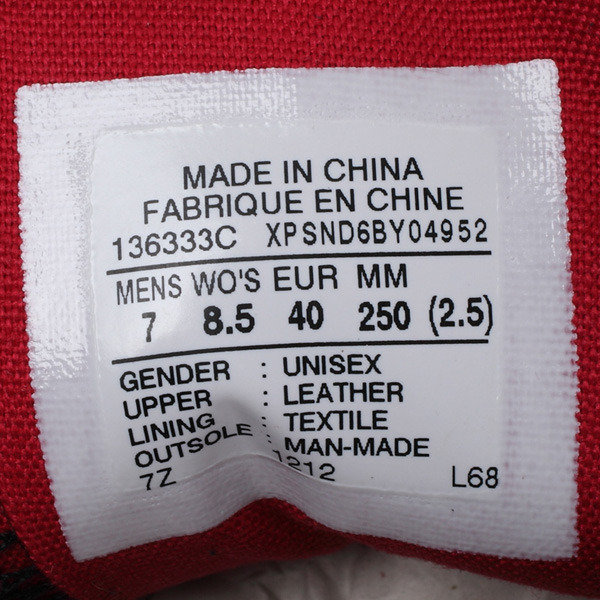 MADE IN CHINA
FABRIQUE EN CHINE
136333C XPSND6BY04952
MENS WO'S EUR MM
7 8.5 40 250 (2.5)
GENDER : UNISEX
UPPER : LEATHER
LINING : TEXTILE
OUTSOLE : MAN-MADE
7Z 1212 L68